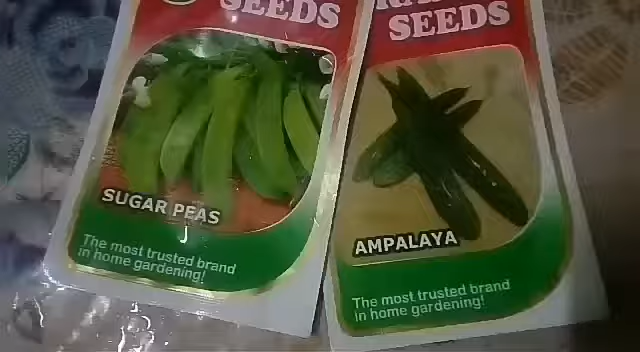 SEEDS
SUGAR PEAS
The most trusted brand
in home gardening!
SEEDS
AMPALAYA
The most trusted brand
in home gardening!